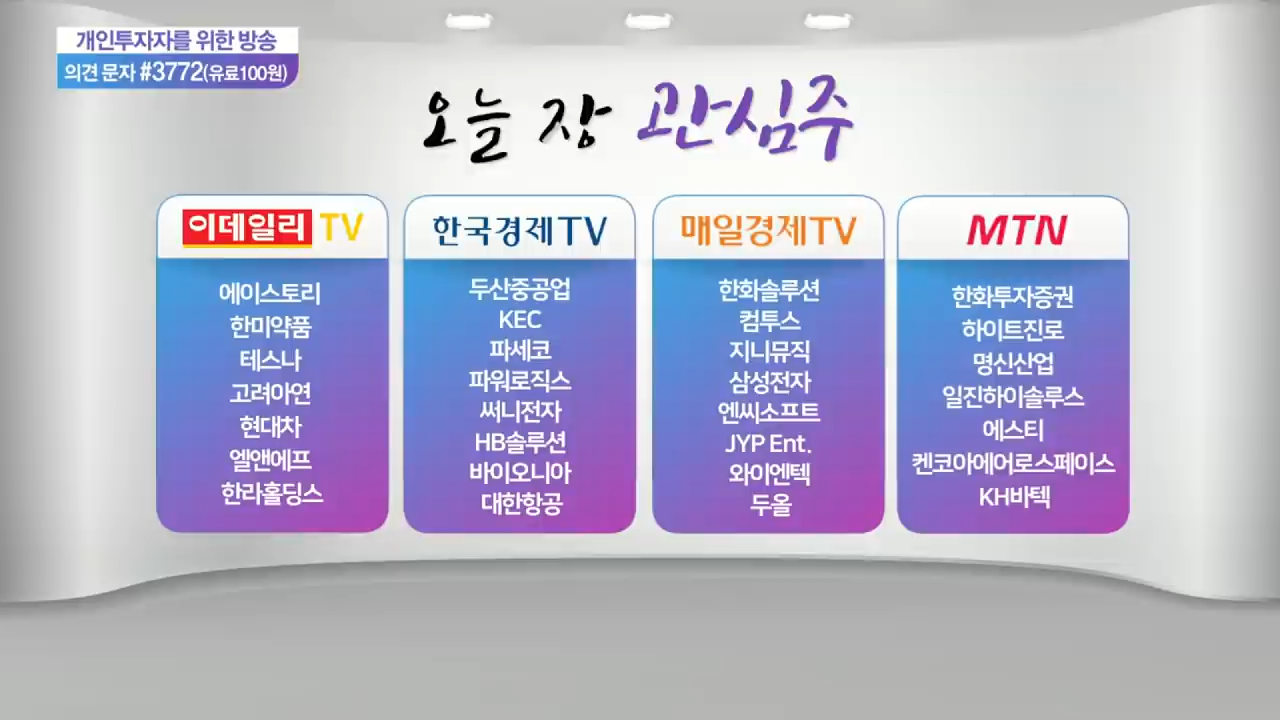 개인투자자를 위한 방송
의견 문자 #3772(유료100원)
오늘 장 관심주
이데일리 TV
에이스토리
한미약품
테스나
고려아연
현대차
엘앤에프
한라홀딩스
한국경제TV
두산중공업
KEC
파세코
파워로직스
써니전자
HB솔루션
바이오니아
대한항공
매일경제TV
한화솔루션
컴투스
지니뮤직
삼성전자
엔씨소프트
JYP Ent.
와이엔텍
두올
MTN
한화투자증권
하이트진로
명신산업
일진하이솔루스
에스티
켄코아에어로스페이스
KH바텍